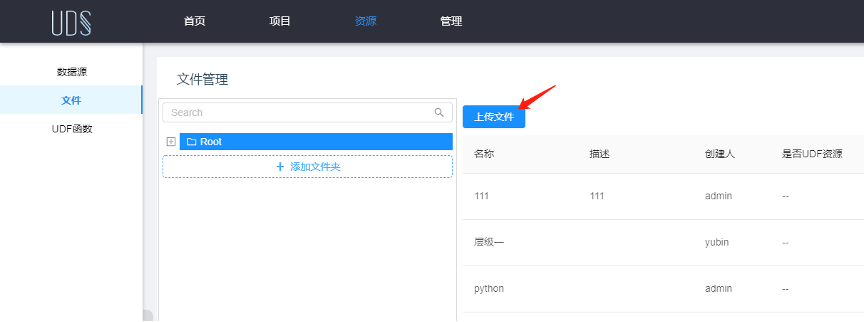 UDS 首页 项目 资源 管理
数据源
文件
UDF函数
文件管理
Search
Root
添加文件夹
上传文件
名称 描述 创建人 是否UDF资源
111 111 admin --
层级一 yubin --
python admin --